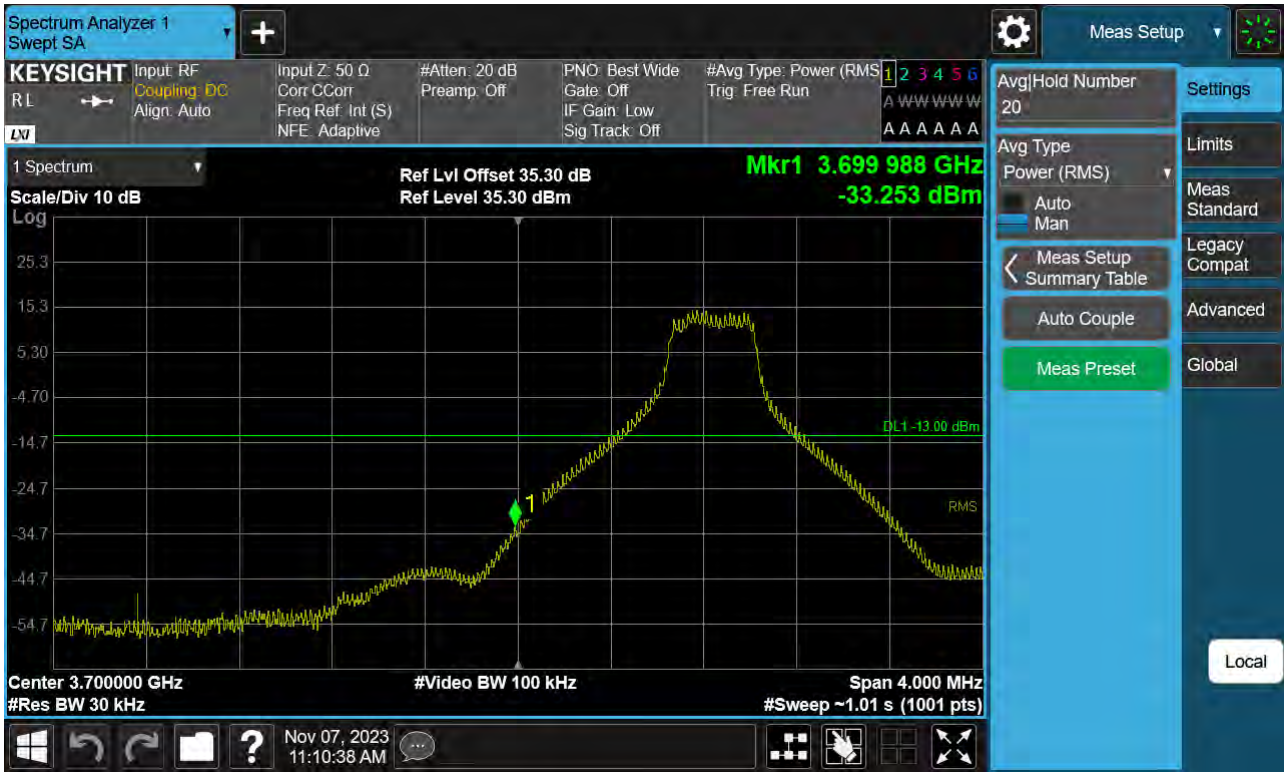 Spectrum Analyzer 1
Swept SA
+
Meas Setup
KEYSIGHT
RL
LXI
Input: RF
Coupling: DC
Align: Auto
Input Z: 50 Ω
Corr CCorr
Freq Ref: Int (S)
NFE: Adaptive
#Atten: 20 dB
Preamp: Off
PNO: Best Wide
Gate: Off
IF Gain: Low
Sig Track: Off
#Avg Type: Power (RMS
Trig: Free Run
1 2 3 4 5 6
A W W W W W
A A A A A A
1 Spectrum
Scale/Div 10 dB
Log
Ref Lvl Offset 35.30 dB
Ref Level 35.30 dBm
Mkr1 3.699 988 GHz
-33.253 dBm
25.3
15.3
5.30
-4.70
-14.7
-24.7
-34.7
-44.7
-54.7
DL1 -13.00 dBm
1
RMS
Center 3.700000 GHz
#Res BW 30 kHz
#Video BW 100 kHz
Span 4.000 MHz
#Sweep ~1.01 s (1001 pts)
Avg|Hold Number
20
Avg Type
Power (RMS)
Auto
Man
Meas Setup
Summary Table
Auto Couple
Meas Preset
Settings
Limits
Meas
Standard
Legacy
Compat
Advanced
Global
Local
?
Nov 07, 2023
11:10:38 AM